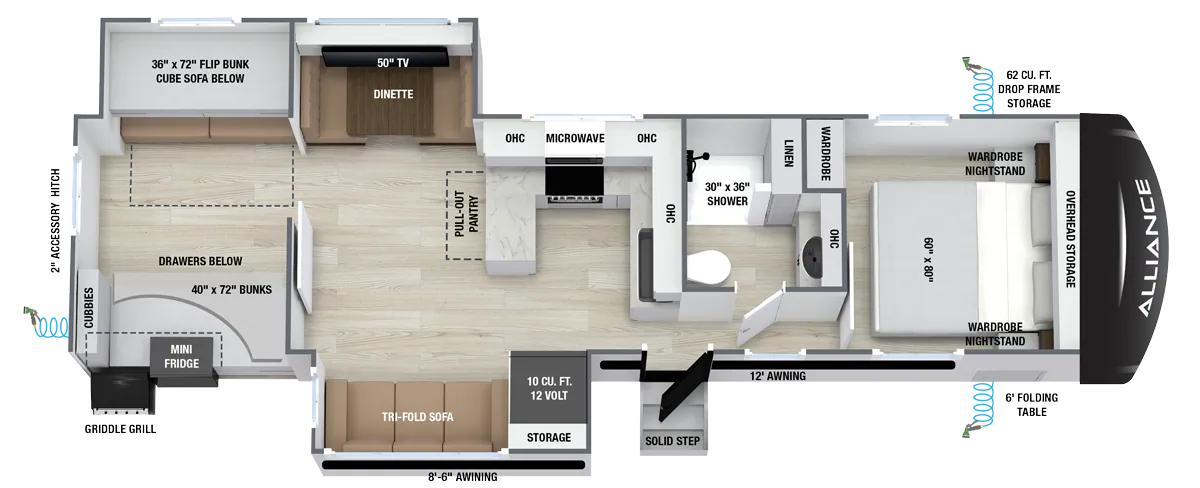 36" x 72" FLIP BUNK
CUBE SOFA BELOW
50" TV
DINETTE
62 CU. FT.
DROP FRAME
STORAGE
OHC
MICROWAVE
OHC
LINEN
WARDROBE
WARDROBE
NIGHTSTAND
30" x 36"
SHOWER
PULL-OUT
PANTRY
OHC
OHC
60" x 80"
OVERHEAD STORAGE
ALLIANCE
2" ACCESSORY HITCH
DRAWERS BELOW
40" x 72" BUNKS
CUBBIES
MINI
FRIDGE
WARDROBE
NIGHTSTAND
12' AWNING
10 CU. FT.
12 VOLT
TRI-FOLD SOFA
STORAGE
SOLID STEP
6' FOLDING
TABLE
GRIDDLE GRILL
8'-6" AWINING